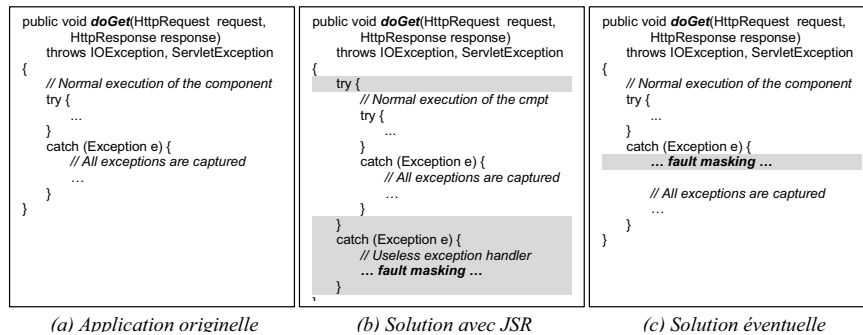 public void doGet(HttpRequest request,
HttpResponse response)
throws IOException, ServletException
{
// Normal execution of the component
try {
...
}
catch (Exception e) {
// All exceptions are captured
…
}
}
(a) Application originelle
public void doGet(HttpRequest request,
HttpResponse response)
throws IOException, ServletException
{
try {
// Normal execution of the cmpt
try {
...
}
catch (Exception e) {
// All exceptions are captured
…
}
}
catch (Exception e) {
// Useless exception handler
… fault masking …
}
}
(b) Solution avec JSR
public void doGet(HttpRequest request,
HttpResponse response)
throws IOException, ServletException
{
// Normal execution of the component
try {
...
}
catch (Exception e) {
… fault masking …
// All exceptions are captured
…
}
}
(c) Solution éventuelle